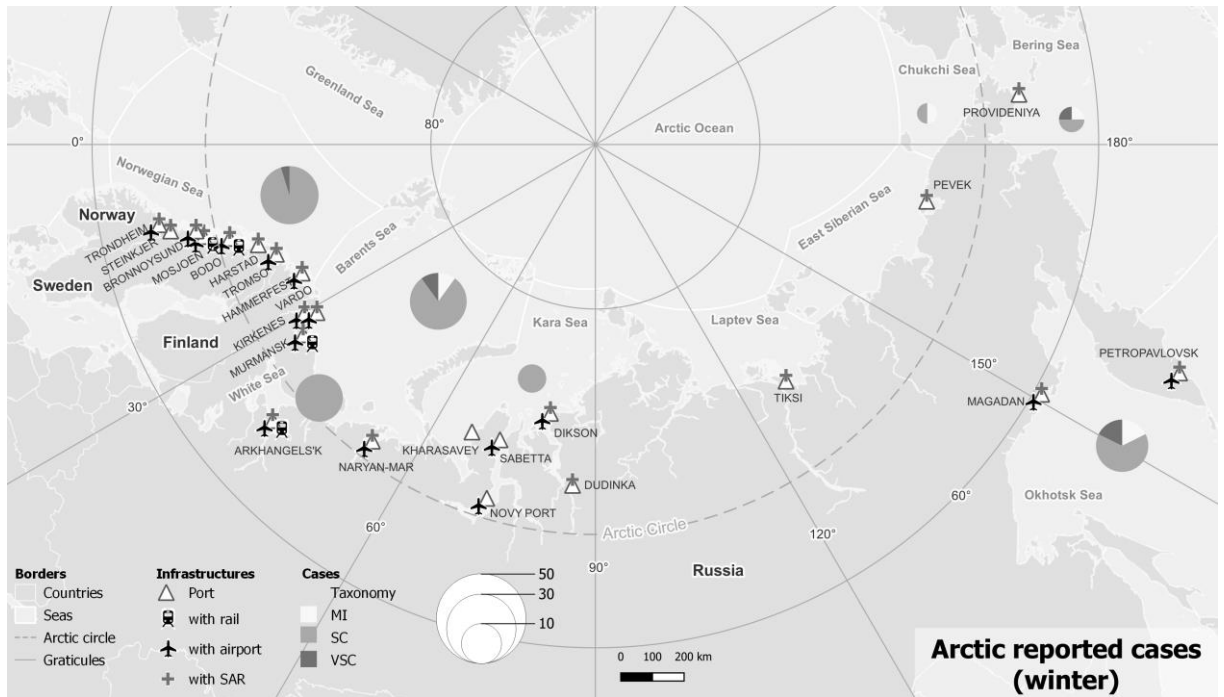 Bering Sea
Chukchi Sea
PROVIDENIYA
Greenland Sea
80°
Arctic Ocean
0°
180°
Norwegian Sea
PEVEK
Norway
TRONDHEIM
STEINKJER
BRONNOYSUND
MOSJOEN
BODO
HARSTAD
TROMSO
HAMMERFEST
VARDO
KIRKENES
MURMANSK
Barents Sea
East Siberian Sea
Sweden
Finland
Kara Sea
Laptev Sea
White Sea
PETROPAVLOVSK
150°
MAGADAN
TIKSI
30°
ARKHANGELS'K
NARYAN-MAR
KHARASAVEY
SABETTA
DIKSON
DUDINKA
NOVY PORT
60°
Arctic Circle
120°
60°
Okhotsk Sea
90°
Russia
Borders
Countries
Seas
Arctic circle
Graticules
Infrastructures
Port
with rail
with airport
with SAR
Cases
Taxonomy
MI
SC
VSC
50
30
10
0 100 200 km
Arctic reported cases
(winter)